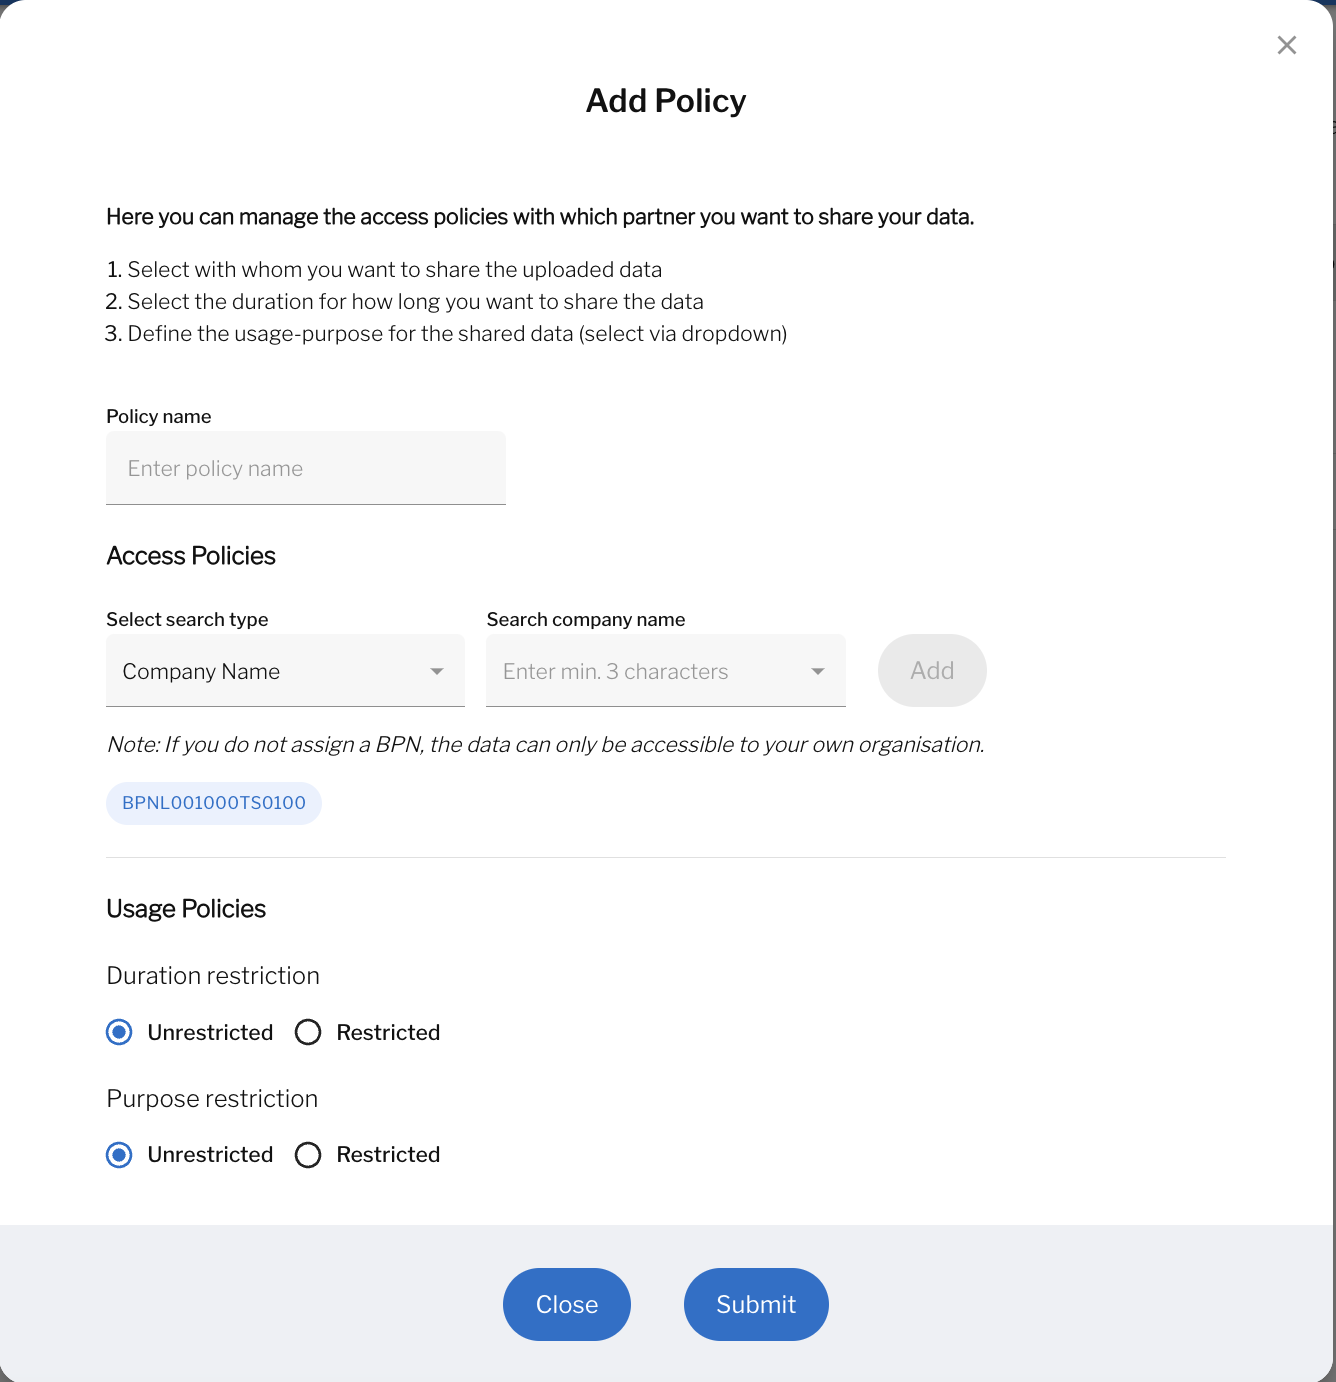 Add Policy
Here you can manage the access policies with which partner you want to share your data.
1. Select with whom you want to share the uploaded data
2. Select the duration for how long you want to share the data
3. Define the usage-purpose for the shared data (select via dropdown)
Policy name
Enter policy name
Access Policies
Select search type
Search company name
Company Name
Enter min. 3 characters
Add
Note: If you do not assign a BPN, the data can only be accessible to your own organisation.
BPNL001000TS0100
Usage Policies
Duration restriction
Unrestricted Restricted
Purpose restriction
Unrestricted Restricted
Close Submit